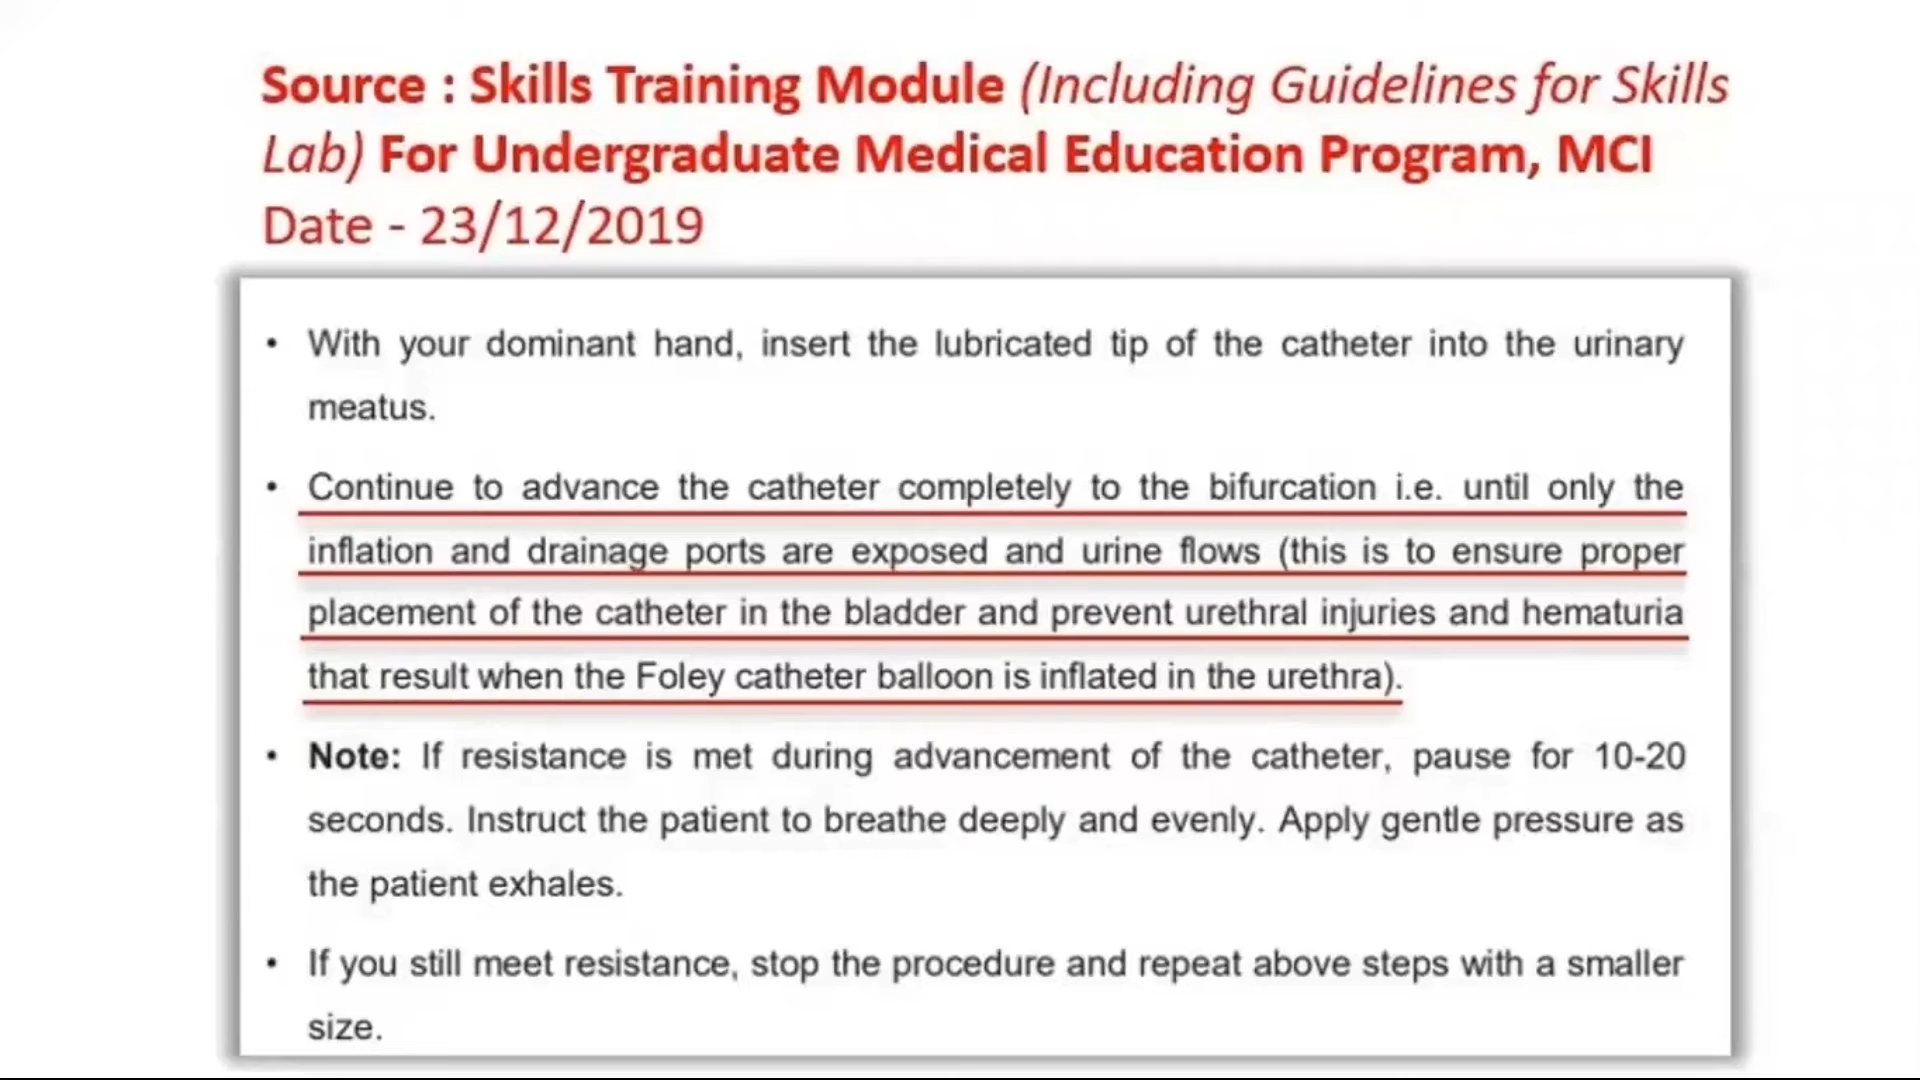 Source : Skills Training Module (Including Guidelines for Skills
Lab) For Undergraduate Medical Education Program, MCI
Date - 23/12/2019
• With your dominant hand, insert the lubricated tip of the catheter into the urinary
meatus.
• Continue to advance the catheter completely to the bifurcation i.e. until only the
inflation and drainage ports are exposed and urine flows (this is to ensure proper
placement of the catheter in the bladder and prevent urethral injuries and hematuria
that result when the Foley catheter balloon is inflated in the urethra).
• Note: If resistance is met during advancement of the catheter, pause for 10-20
seconds. Instruct the patient to breathe deeply and evenly. Apply gentle pressure as
the patient exhales.
• If you still meet resistance, stop the procedure and repeat above steps with a smaller
size.